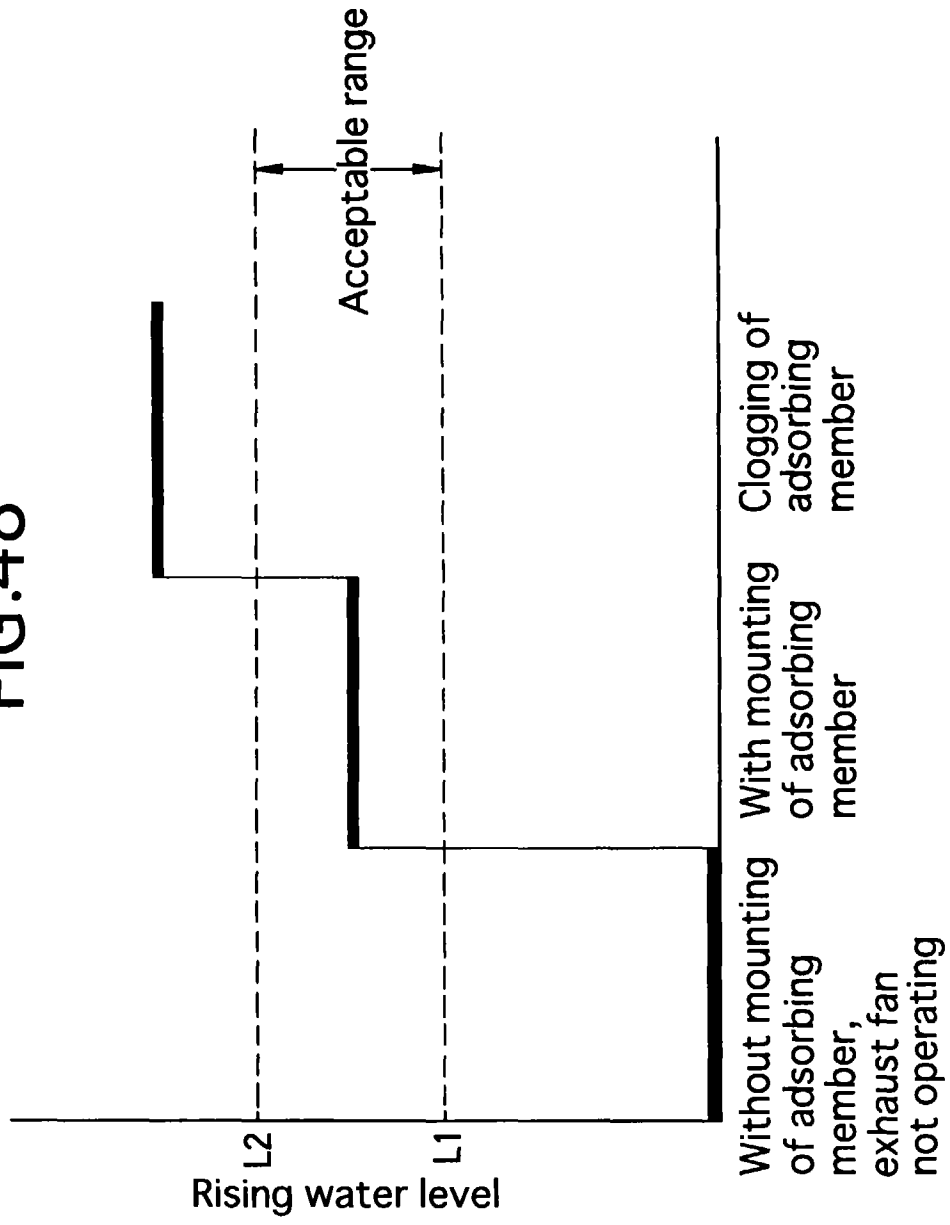 Rising water level
L2
L1
Acceptable range
Without mounting
of adsorbing
member,
exhaust fan
not operating
With mounting
of adsorbing
member
Clogging of
adsorbing
member